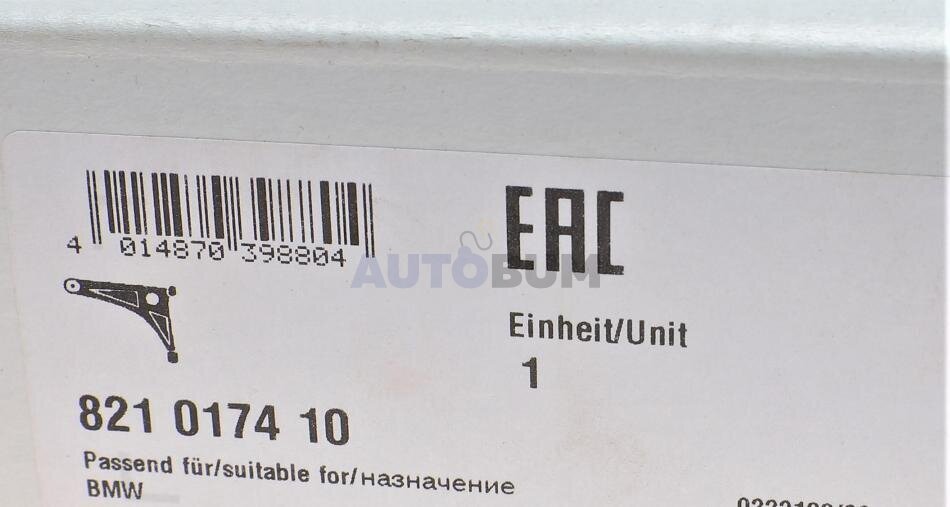 EAC
4 014870 398804
AUTOBUM
Einheit/Unit
1
821 0174 10
Passend für/suitable for/назначение
BMW